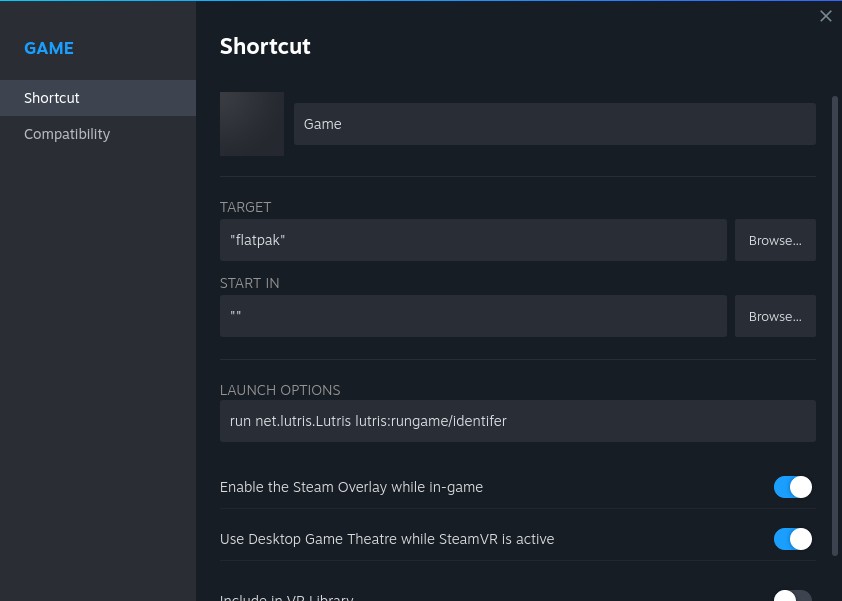 GAME
Shortcut
Compatibility
Shortcut
Game
TARGET
"flatpak"
Browse...
START IN
""
Browse...
LAUNCH OPTIONS
run net.lutris.Lutris lutris:rungame/identifer
Enable the Steam Overlay while in-game
Use Desktop Game Theatre while SteamVR is active
Include in VR Library